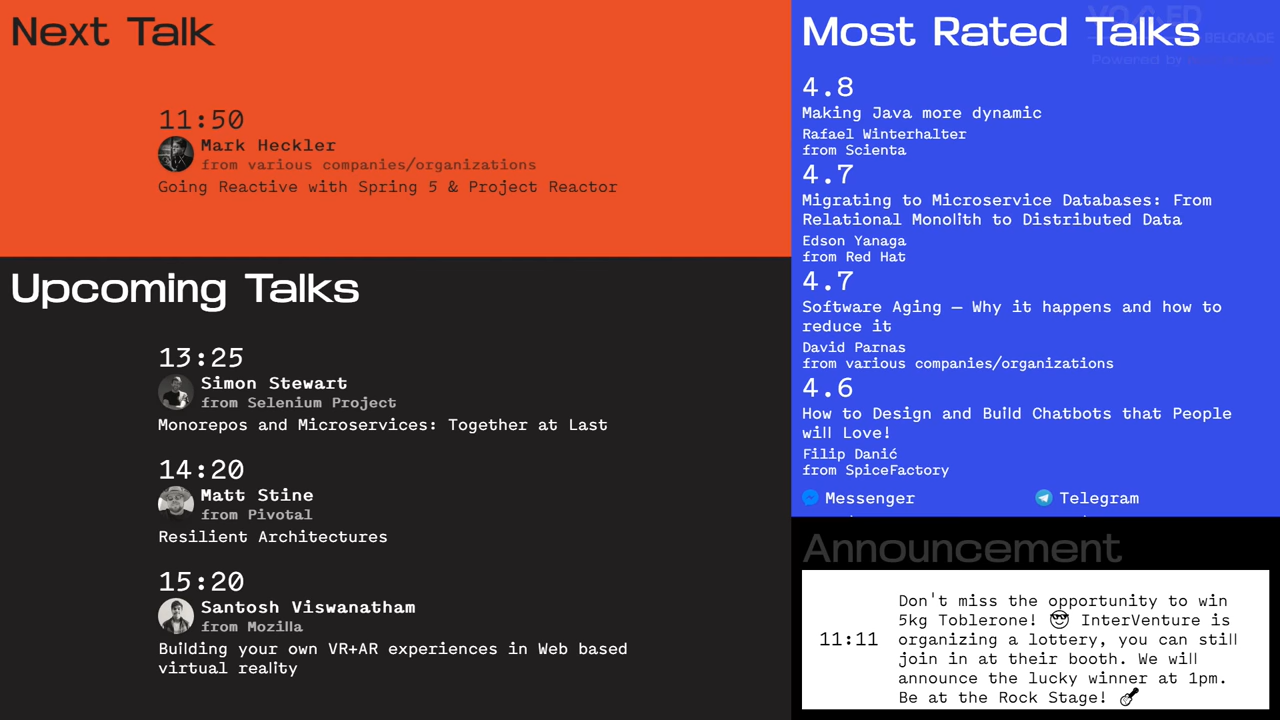 Next Talk
11:50
Mark Heckler
from various companies/organizations
Going Reactive with Spring 5 & Project Reactor
Upcoming Talks
13:25
Simon Stewart
from Selenium Project
Monorepos and Microservices: Together at Last
14:20
Matt Stine
from Pivotal
Resilient Architectures
15:20
Santosh Viswanatham
from Mozilla
Building your own VR+AR experiences in Web based
virtual reality
Most Rated Talks
BELGRADE
Powered by
4.8
Making Java more dynamic
Rafael Winterhalter
from Scienta
4.7
Migrating to Microservice Databases: From
Relational Monolith to Distributed Data
Edson Yanaga
from Red Hat
4.7
Software Aging — Why it happens and how to
reduce it
David Parnas
from various companies/organizations
4.6
How to Design and Build Chatbots that People
will Love!
Filip Danić
from SpiceFactory
Messenger
Telegram
Announcement
11:11
Don't miss the opportunity to win
5kg Toblerone! 😎 InterVenture is
organizing a lottery, you can still
join in at their booth. We will
announce the lucky winner at 1pm.
Be at the Rock Stage! 🎸